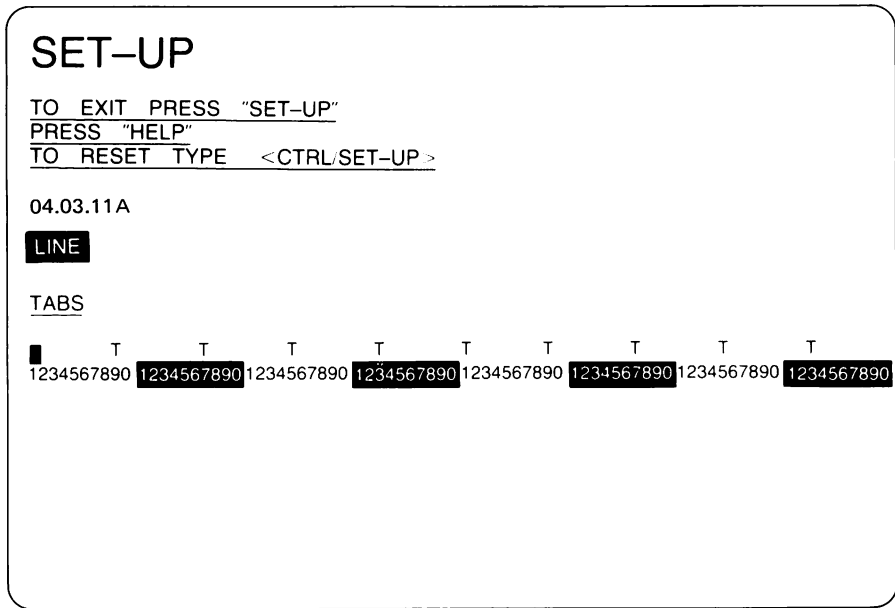 SET–UP
TO EXIT PRESS "SET–UP"
PRESS "HELP"
TO RESET TYPE <CTRL/SET–UP>
04.03.11A
LINE
TABS
T T T T T T T T T
1234567890 1234567890 1234567890 1234567890 1234567890 1234567890 1234567890 1234567890